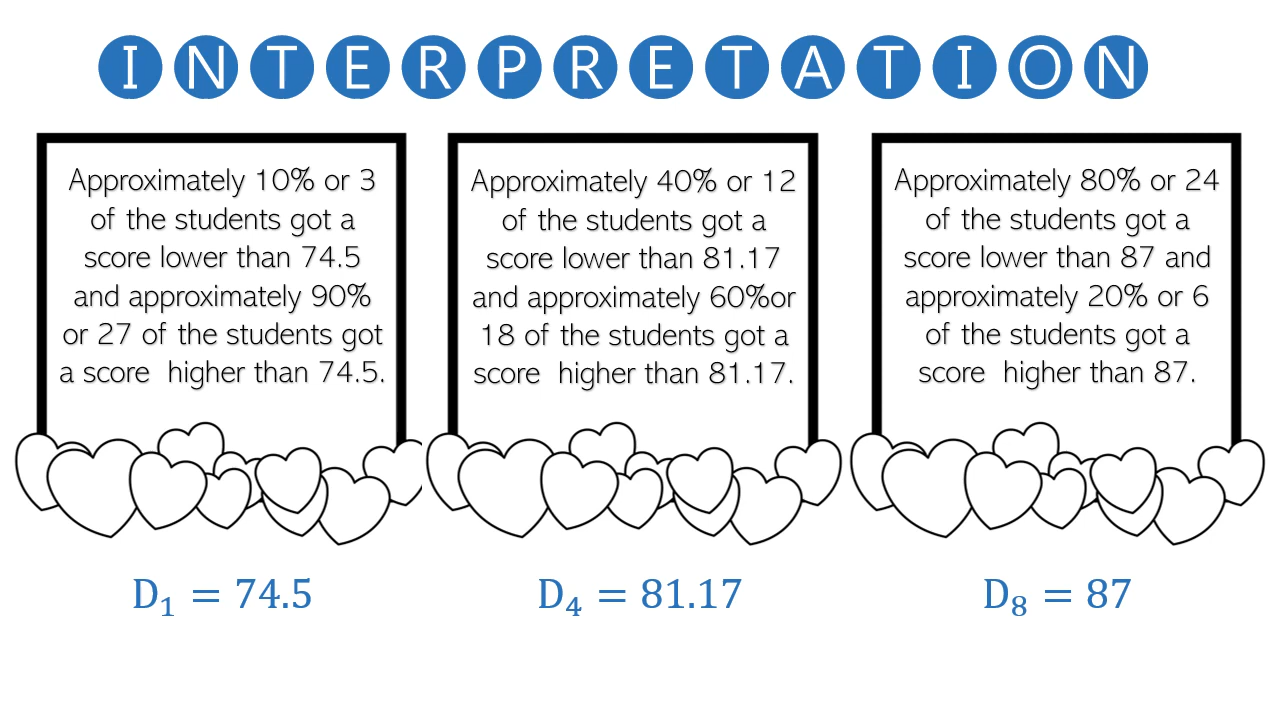 INTERPRETATION
Approximately 10% or 3
of the students got a
score lower than 74.5
and approximately 90%
or 27 of the students got
a score higher than 74.5.
Approximately 40% or 12
of the students got a
score lower than 81.17
and approximately 60%or
18 of the students got a
score higher than 81.17.
Approximately 80% or 24
of the students got a
score lower than 87 and
approximately 20% or 6
of the students got a
score higher than 87.
D₁ = 74.5
D₄ = 81.17
D₈ = 87